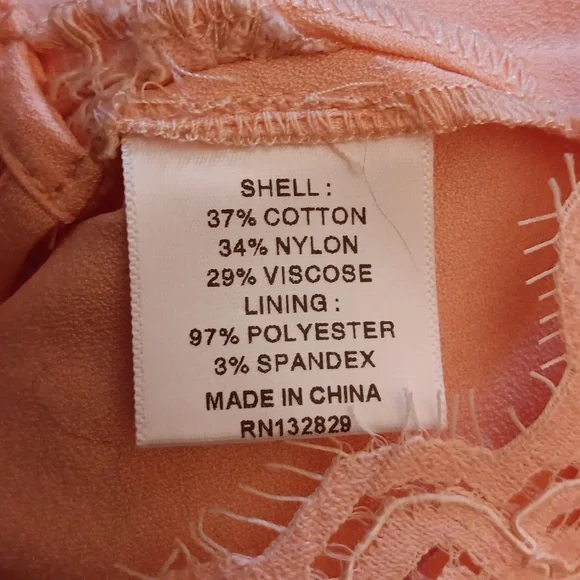 SHELL :
37% COTTON
34% NYLON
29% VISCOSE
LINING :
97% POLYESTER
3% SPANDEX
MADE IN CHINA
RN132829